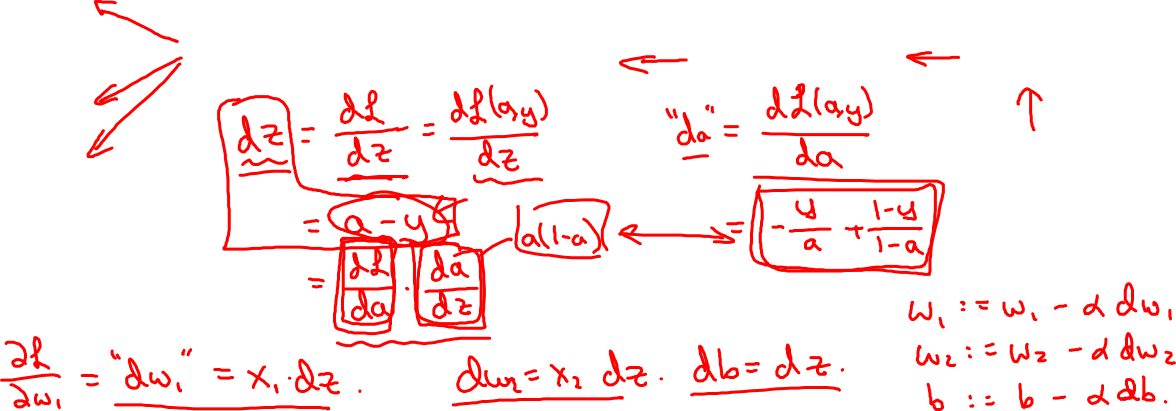 dz = dℒ/dz = dℒ(a,y)/dz
"da" = dℒ(a,y)/da
= a - y
a(1-a)
= -y/a + (1-y)/(1-a)
= dℒ/da · da/dz
w₁ := w₁ - α dw₁
w₂ := w₂ - α dw₂
b := b - α db.
∂ℒ/∂w₁ = "dw₁" = x₁·dz. dw₂ = x₂ dz. db = dz.